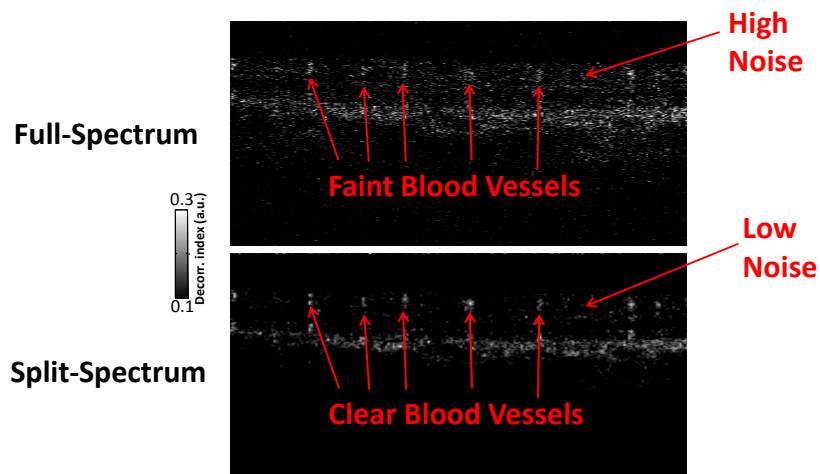 High
Noise
Full-Spectrum
Faint Blood Vessels
0.3
Decorr. index (a.u.)
0.1
Low
Noise
Split-Spectrum
Clear Blood Vessels